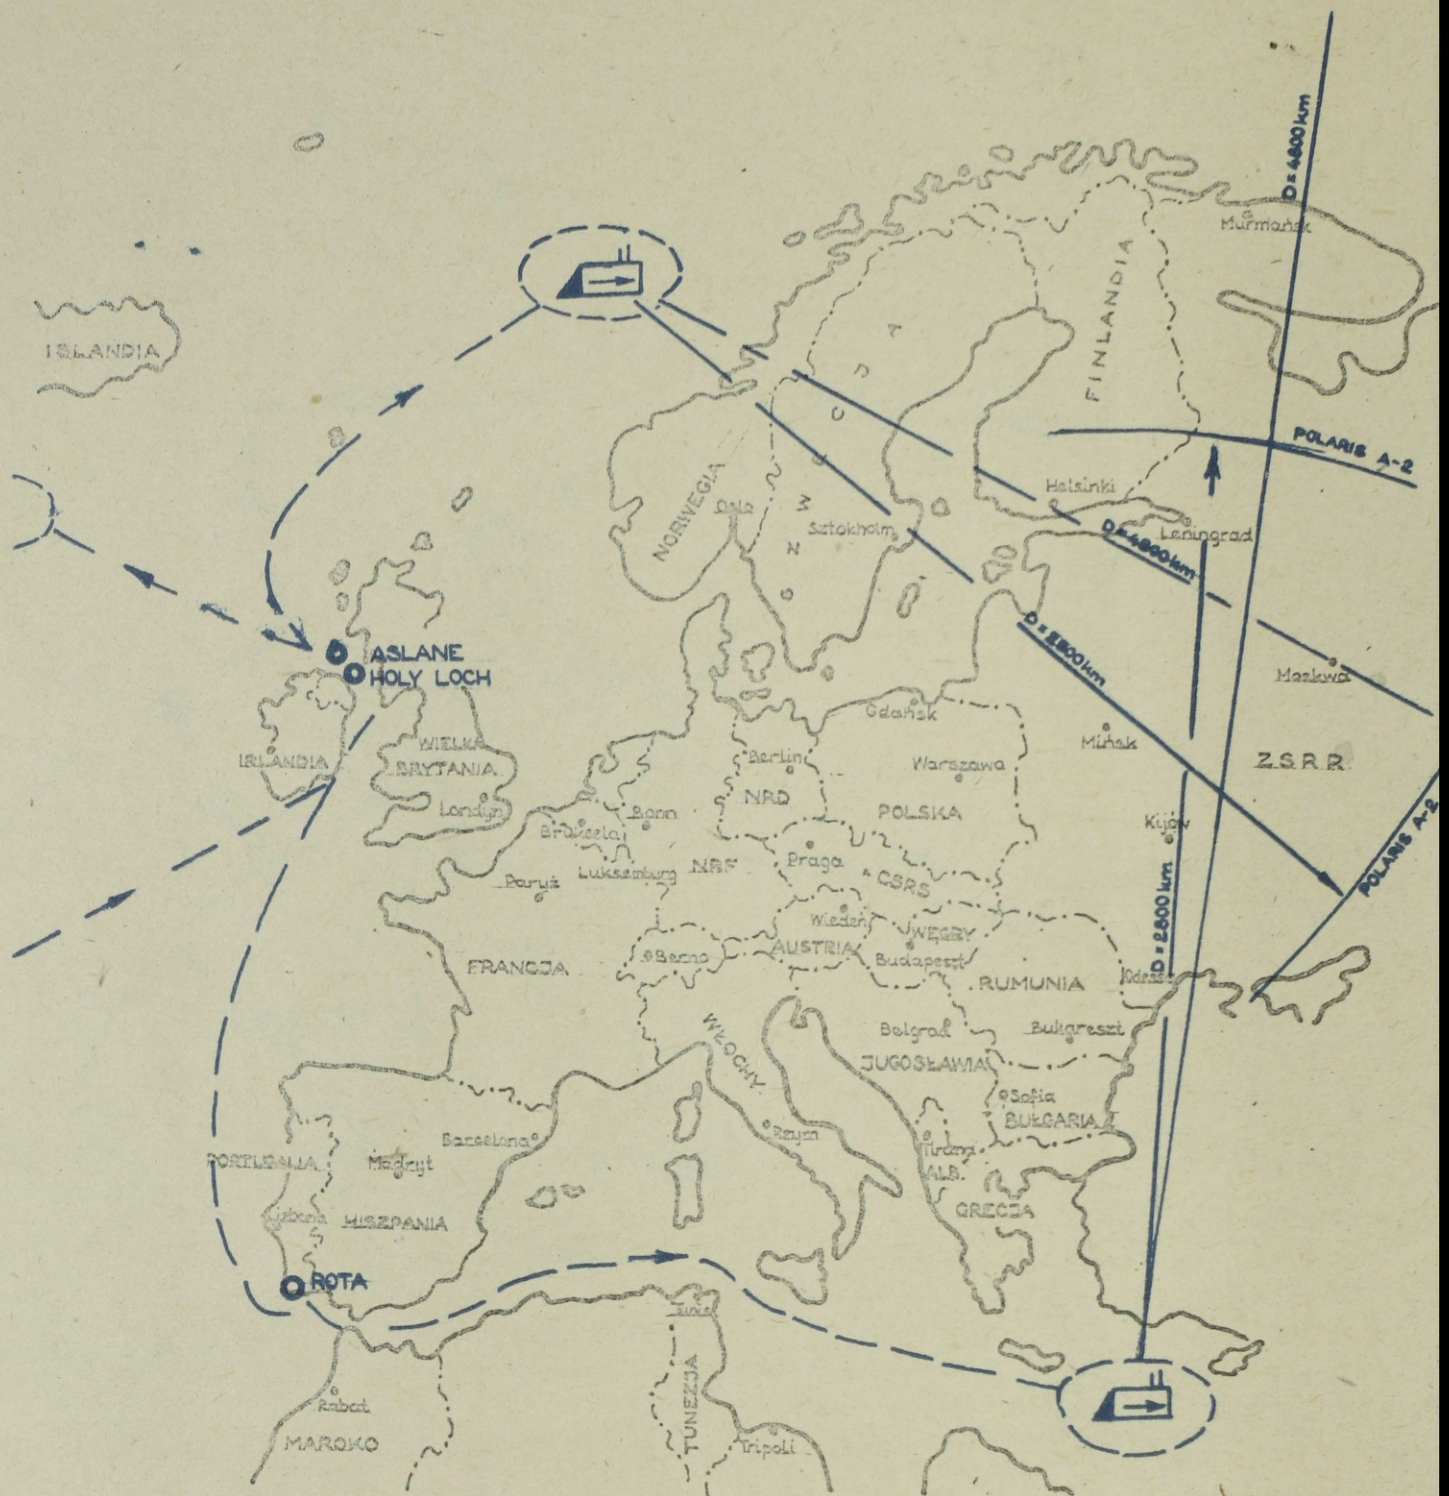 D=4600km
Murmańsk
ISLANDIA
FINLANDIA
POLARIS A-2
NORWEGIA
Oslo
Helsinki
Sztokholm
Leningrad
D=4600km
ASLANE
HOLY LOCH
D=2800km
Moskwa
Gdańsk
Mińsk
IRLANDIA
WIELKA
BRYTANIA
Berlin
Warszawa
ZSRR
NRD
Londyn
Bonn
POLSKA
Kijów
Bruksela
POLARIS A-2
Praga
NRF
Luksemburg
CSRS
Paryż
D=2800km
Wiedeń
WĘGRY
AUSTRIA
Berno
Budapeszt
FRANCJA
RUMUNIA
Odessa
WŁOCHY
Belgrad
Bukareszt
JUGOSŁAWIA
Sofia
BUŁGARIA
Barcelona
Rzym
Tirana
ALB.
PORTUGALIA
Madryt
Lizbona
HISZPANIA
GRECJA
ROTA
Tunis
TUNEZJA
Rabat
MAROKO
Tripoli